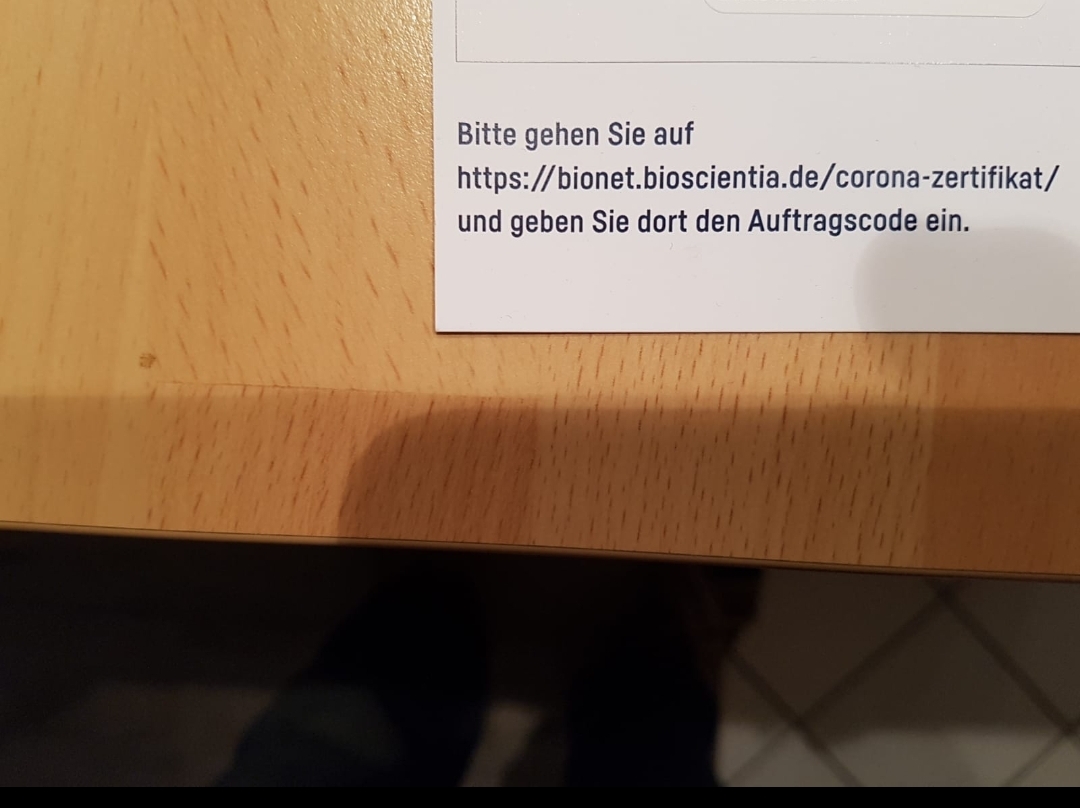 Bitte gehen Sie auf
https://bionet.bioscientia.de/corona-zertifikat/
und geben Sie dort den Auftragscode ein.